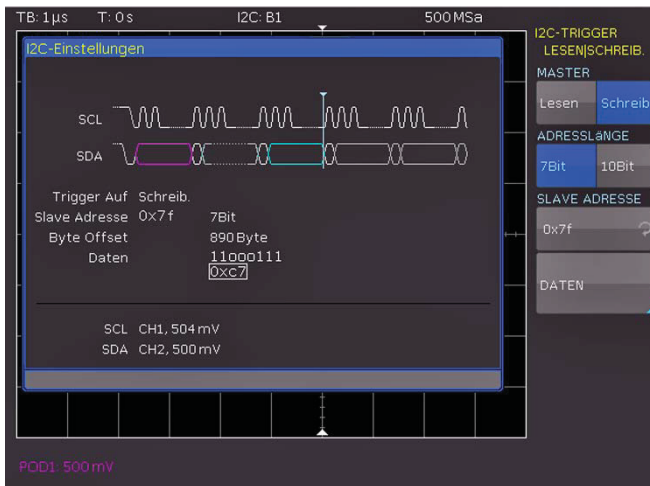 TB: 1µs T: 0s I2C: B1 500 MSa
I2C-TRIGGER
LESEN|SCHREIB.
I2C-Einstellungen
MASTER
Lesen Schreib
SCL
ADRESSLäNGE
SDA
7Bit 10Bit
Trigger Auf Schreib.
SLAVE ADRESSE
Slave Adresse 0x7f 7Bit
Byte Offset 890 Byte
0x7f
Daten 11000111
0xc7
DATEN
SCL CH1, 504 mV
SDA CH2, 500 mV
POD1: 500 mV